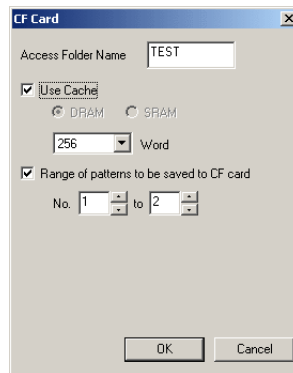 CF Card
Access Folder Name TEST
Use Cache
DRAM SRAM
256 Word
Range of patterns to be saved to CF card
No. 1 to 2
OK Cancel